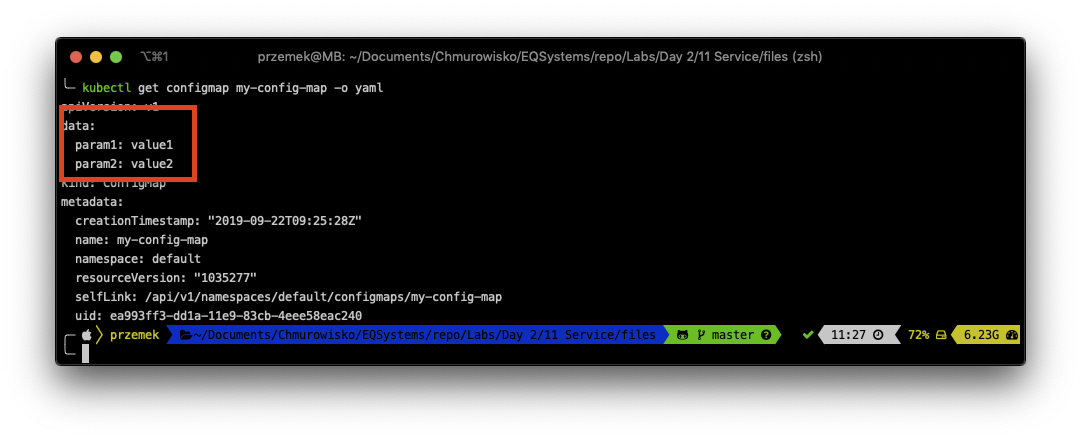 ⌥⌘1 przemek@MB: ~/Documents/Chmurowisko/EQSystems/repo/Labs/Day 2/11 Service/files (zsh)
kubectl get configmap my-config-map -o yaml
apiVersion: v1
data:
  param1: value1
  param2: value2
kind: ConfigMap
metadata:
  creationTimestamp: "2019-09-22T09:25:28Z"
  name: my-config-map
  namespace: default
  resourceVersion: "1035277"
  selfLink: /api/v1/namespaces/default/configmaps/my-config-map
  uid: ea993ff3-dd1a-11e9-83cb-4eee58eac240
przemek ~/Documents/Chmurowisko/EQSystems/repo/Labs/Day 2/11 Service/files master ? ✔ 11:27 72% 6.23G